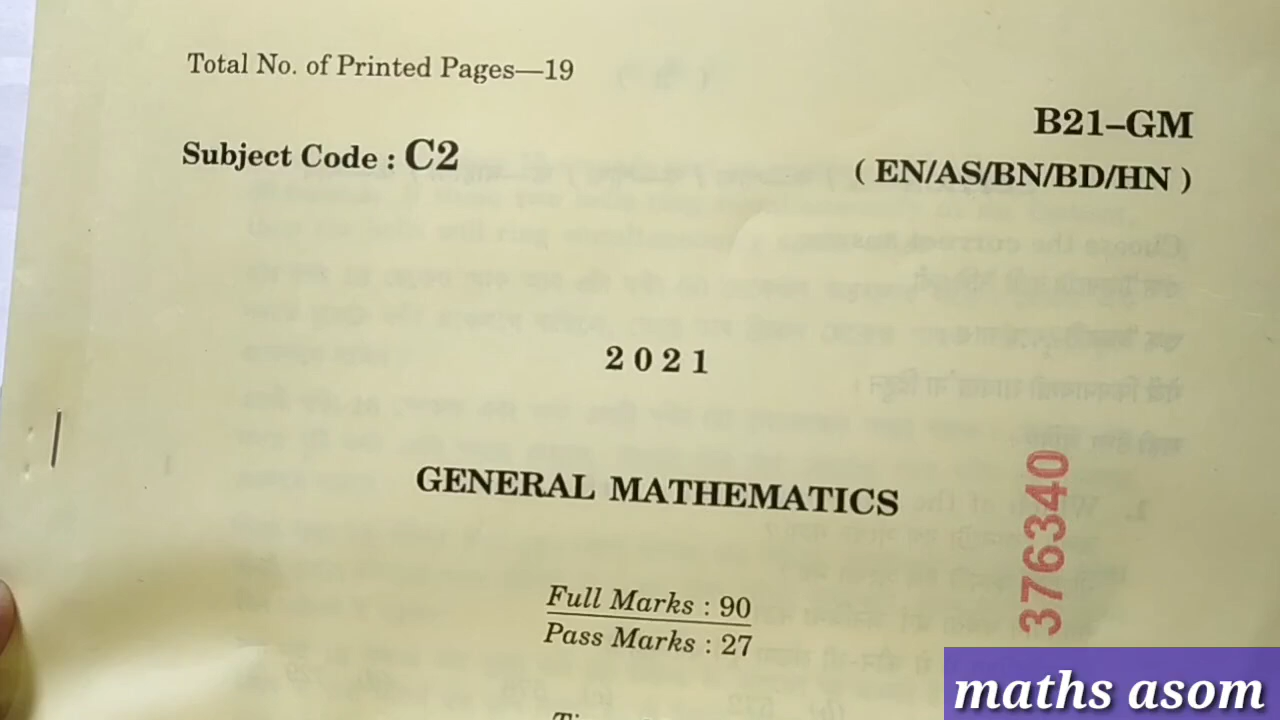 Total No. of Printed Pages—19
B21–GM
Subject Code : C2
( EN/AS/BN/BD/HN )
2021
GENERAL MATHEMATICS
Full Marks : 90
Pass Marks : 27
376340
maths asom